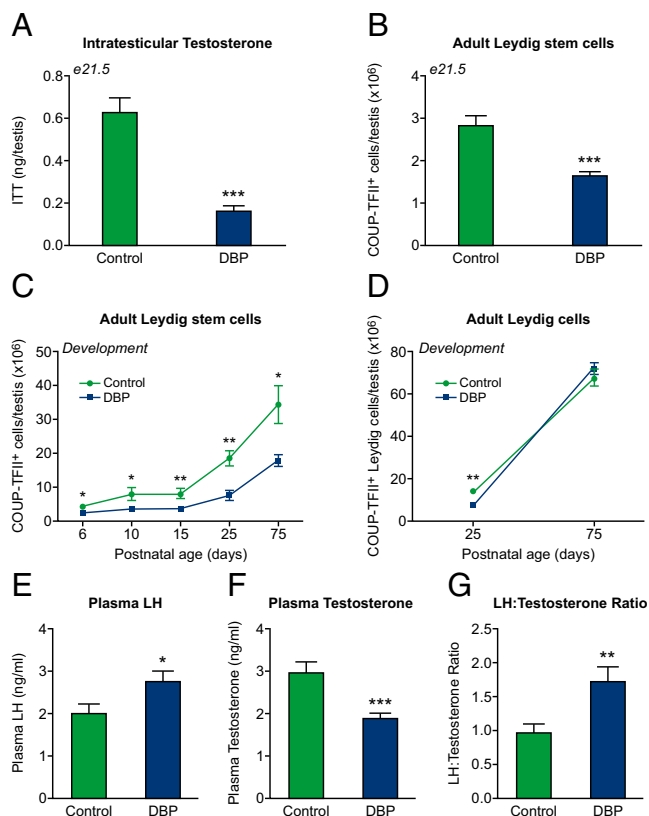 A
Intratesticular Testosterone
e21.5
ITT (ng/testis)
0.8
0.6
0.4
0.2
0.0
***
Control
DBP
B
Adult Leydig stem cells
e21.5
COUP-TFII+ cells/testis (x10⁶)
4
3
2
1
0
***
Control
DBP
C
Adult Leydig stem cells
Development
COUP-TFII+ cells/testis (x10⁶)
50
40
30
20
10
0
Control
DBP
*
*
**
**
*
6
10
15
25
75
Postnatal age (days)
D
Adult Leydig cells
Development
COUP-TFII+ Leydig cells/testis (x10⁶)
80
60
40
20
0
Control
DBP
**
25
75
Postnatal age (days)
E
Plasma LH
Plasma LH (ng/ml)
4
3
2
1
0
*
Control
DBP
F
Plasma Testosterone
Plasma Testosterone (ng/ml)
4
3
2
1
0
***
Control
DBP
G
LH:Testosterone Ratio
LH:Testosterone Ratio
2.5
2.0
1.5
1.0
0.5
0.0
**
Control
DBP